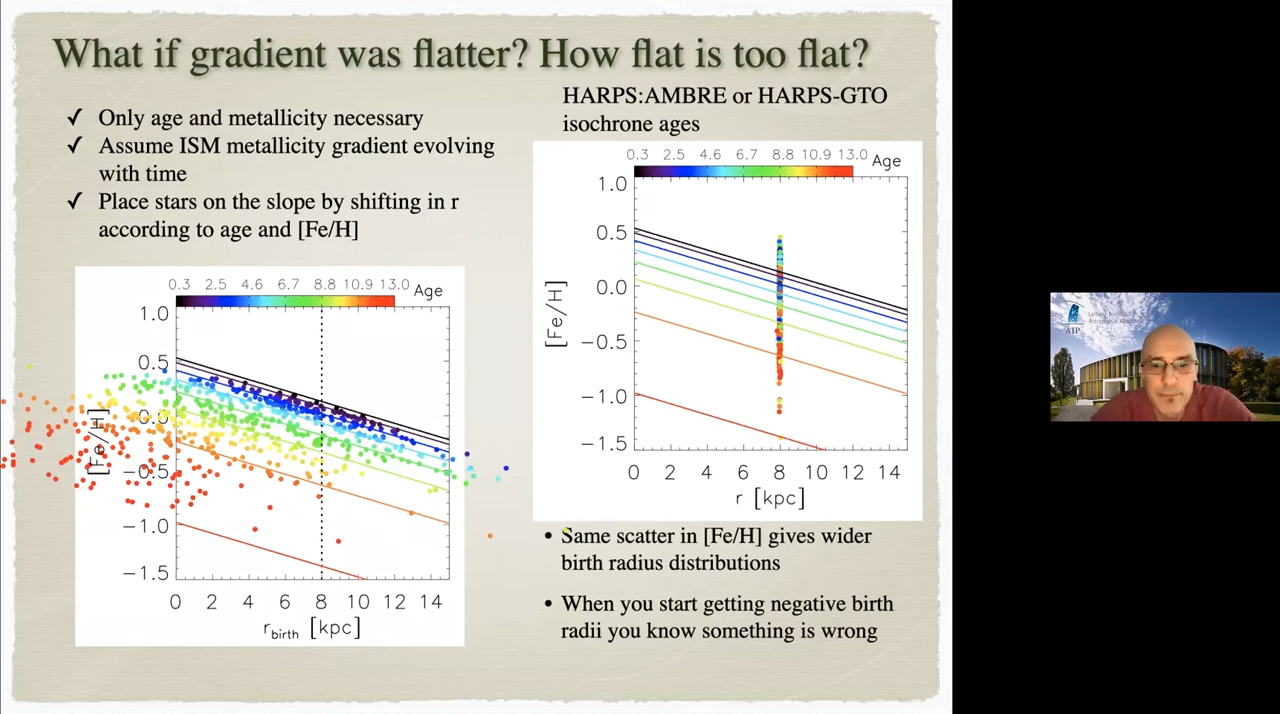 What if gradient was flatter? How flat is too flat?
✓ Only age and metallicity necessary
✓ Assume ISM metallicity gradient evolving
with time
✓ Place stars on the slope by shifting in r
according to age and [Fe/H]
HARPS:AMBRE or HARPS-GTO
isochrone ages
0.3 2.5 4.6 6.7 8.8 10.9 13.0 Age
1.0
0.5
0.0
−0.5
−1.0
−1.5
[Fe/H]
0 2 4 6 8 10 12 14
r_birth [kpc]
0.3 2.5 4.6 6.7 8.8 10.9 13.0 Age
1.0
0.5
0.0
−0.5
−1.0
−1.5
[Fe/H]
0 2 4 6 8 10 12 14
r [kpc]
• Same scatter in [Fe/H] gives wider
birth radius distributions
• When you start getting negative birth
radii you know something is wrong
AIP